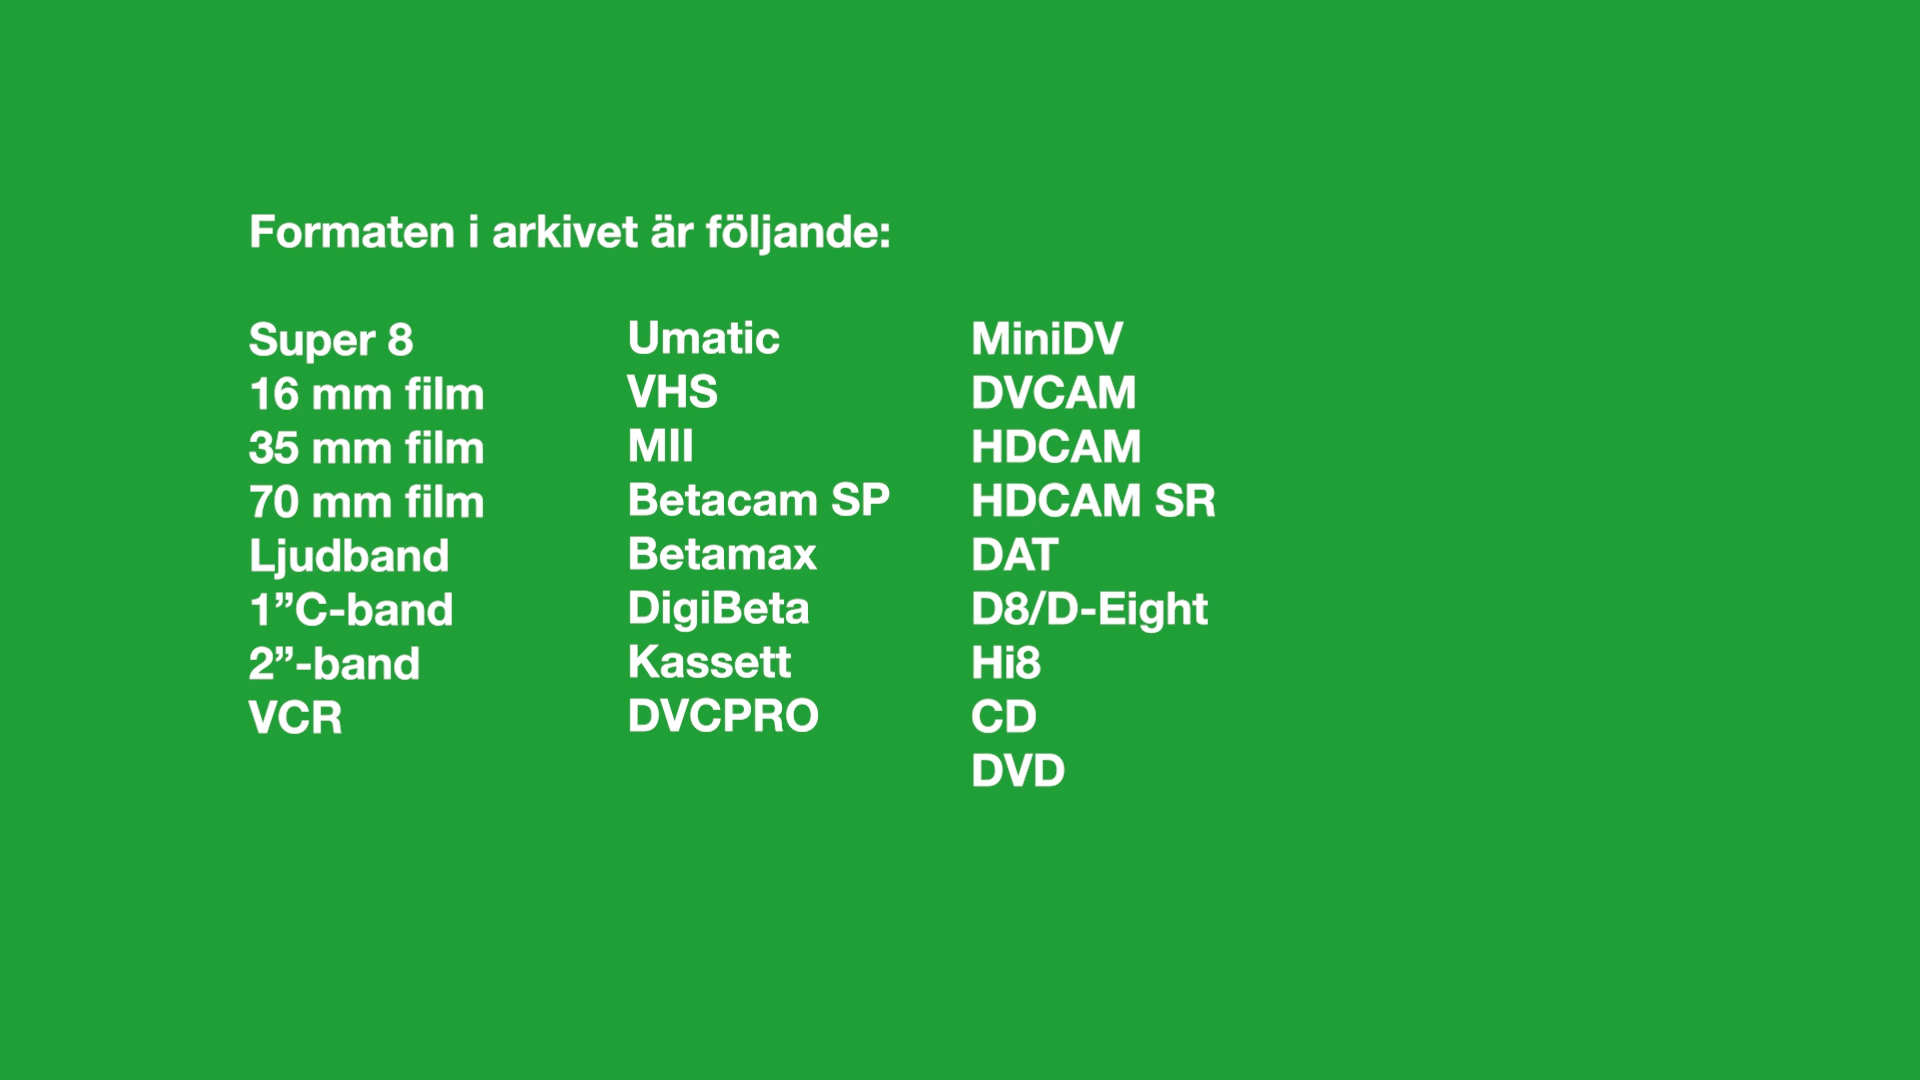 Formaten i arkivet är följande:
Super 8
16 mm film
35 mm film
70 mm film
Ljudband
1”C-band
2”-band
VCR
Umatic
VHS
MII
Betacam SP
Betamax
DigiBeta
Kassett
DVCPRO
MiniDV
DVCAM
HDCAM
HDCAM SR
DAT
D8/D-Eight
Hi8
CD
DVD